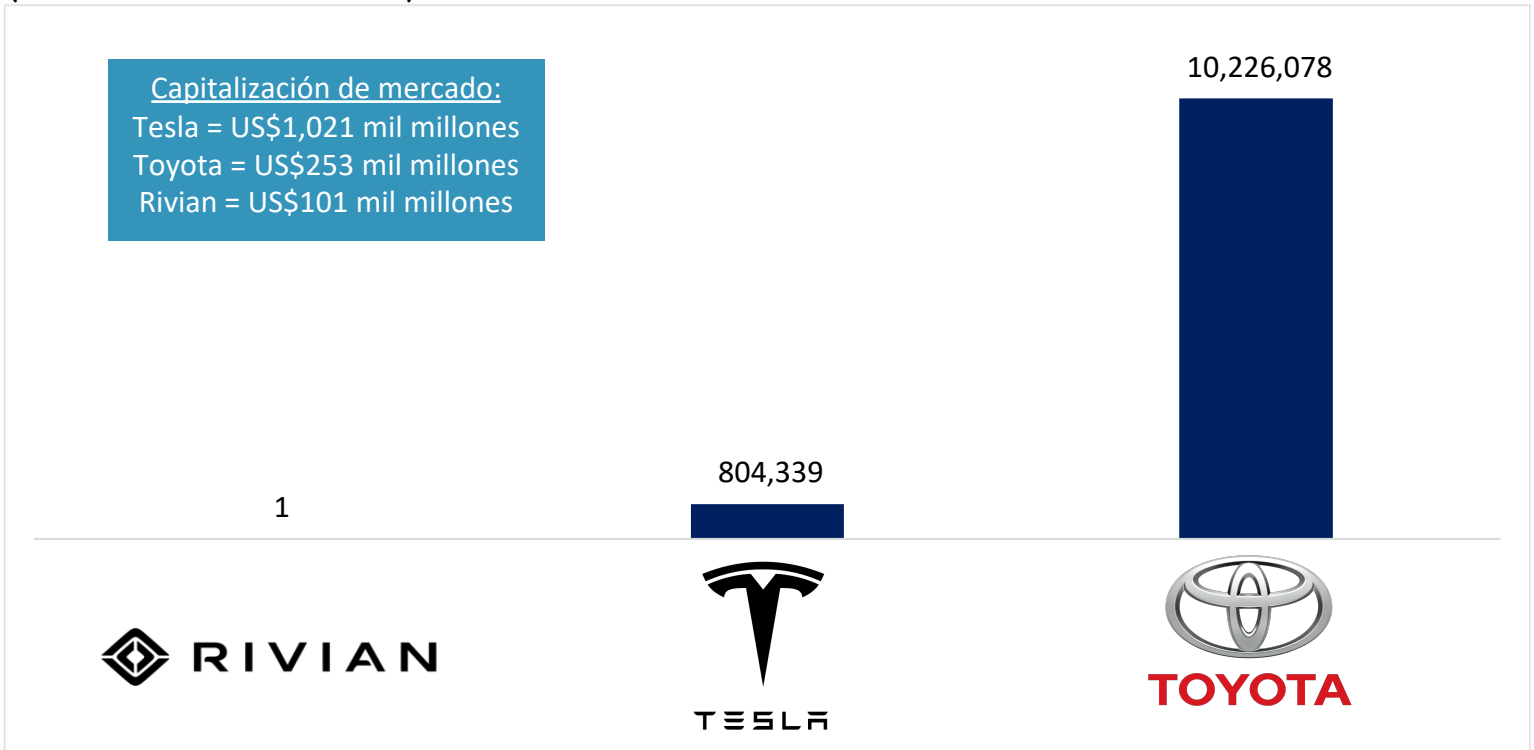 Capitalización de mercado:
Tesla = US$1,021 mil millones
Toyota = US$253 mil millones
Rivian = US$101 mil millones
10,226,078
804,339
1
RIVIAN
TESLA
TOYOTA